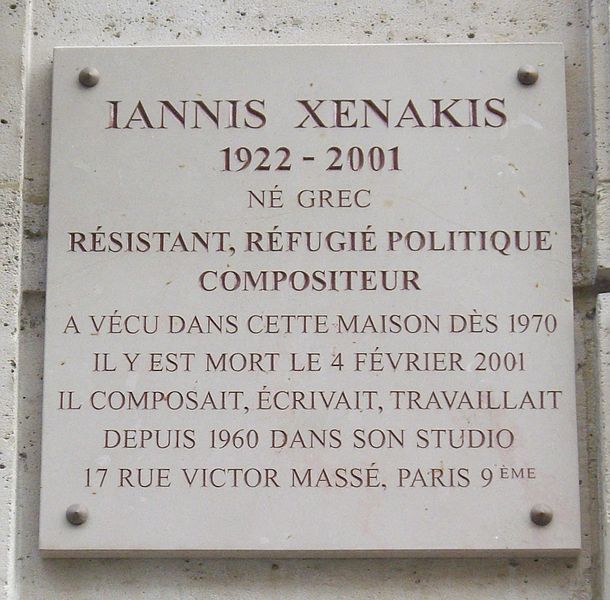 IANNIS XENAKIS
1922 - 2001
NÉ GREC
RÉSISTANT, RÉFUGIÉ POLITIQUE
COMPOSITEUR
A VÉCU DANS CETTE MAISON DÈS 1970
IL Y EST MORT LE 4 FÉVRIER 2001
IL COMPOSAIT, ÉCRIVAIT, TRAVAILLAIT
DEPUIS 1960 DANS SON STUDIO
17 RUE VICTOR MASSÉ, PARIS 9ÈME